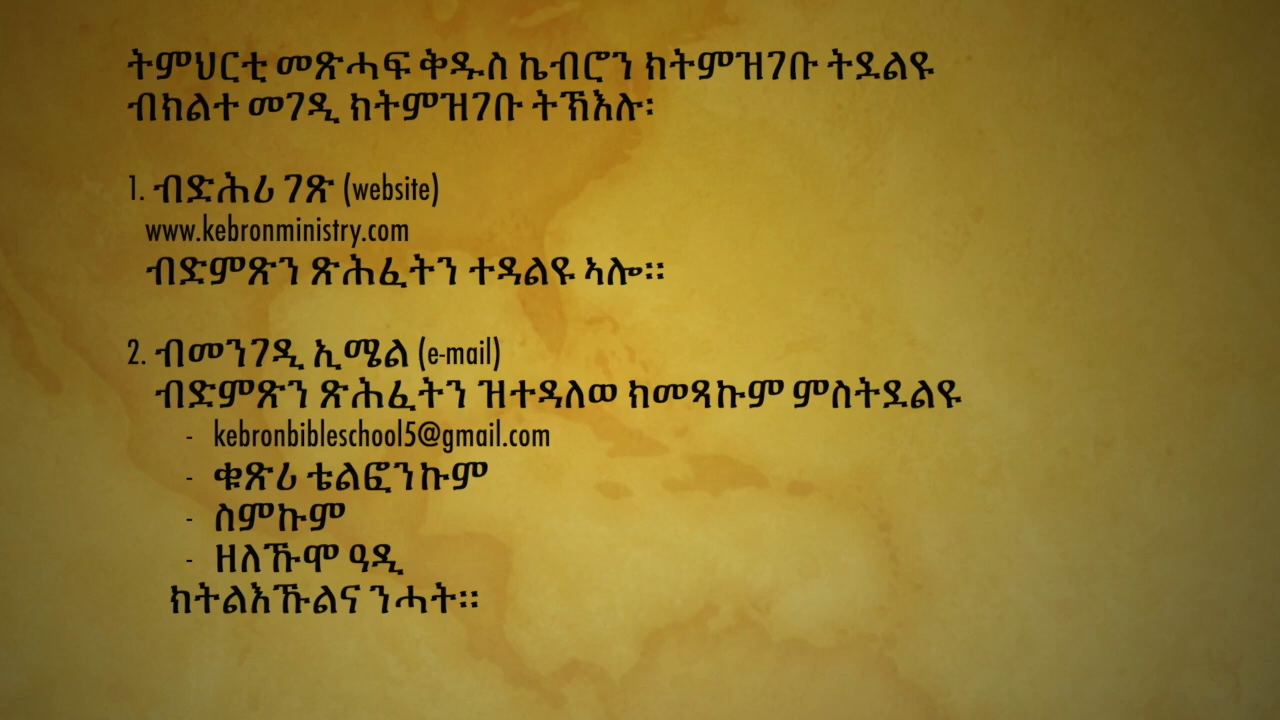 ትምህርቲ መጽሓፍ ቅዱስ ኬብሮን ክትምዝገቡ ትደልዩ
ብክልተ መገዲ ክትምዝገቡ ትኽእሉ፡
1. ብድሕሪ ገጽ (website)
www.kebronministry.com
ብድምጽን ጽሕፈትን ተዳልዩ ኣሎ፡፡
2. ብመንገዲ ኢሜል (e-mail)
ብድምጽን ጽሕፈትን ዝተዳለወ ክመጻኩም ምስትደልዩ
- kebronbibleschool5@gmail.com
- ቁጽሪ ቴልፎንኩም
- ስምኩም
- ዘለኹሞ ዓዲ
ክትልእኹልና ንሓት፡፡